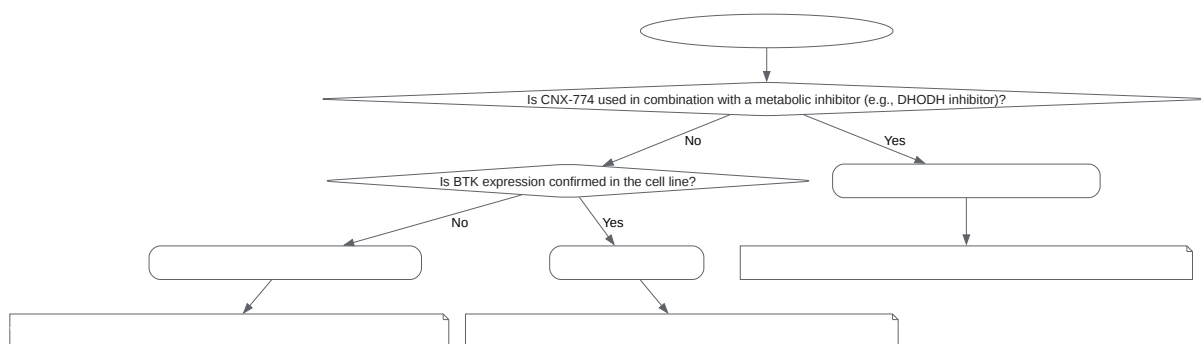 Is CNX-774 used in combination with a metabolic inhibitor (e.g., DHODH inhibitor)?
No
Yes
Is BTK expression confirmed in the cell line?
No
Yes